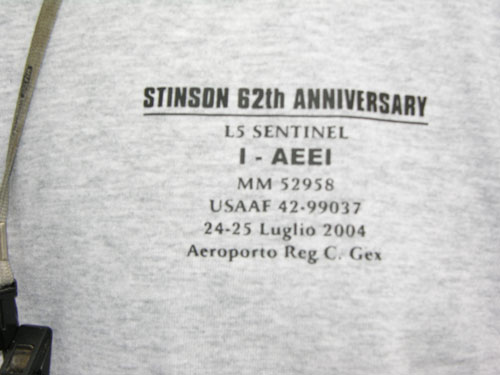 STINSON 62th ANNIVERSARY
L5 SENTINEL
I - AEEI
MM 52958
USAAF 42-99037
24-25 Luglio 2004
Aeroporto Reg C. Gex